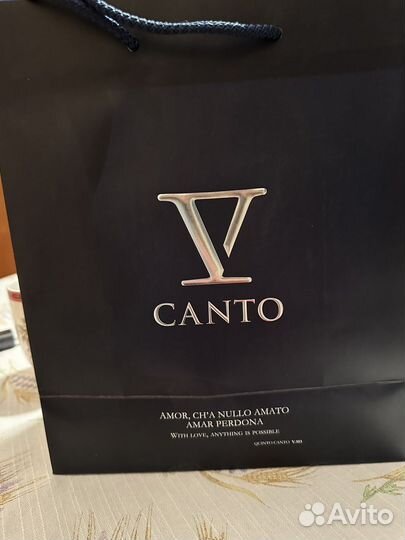 V
CANTO
AMOR, CH'A NULLO AMATO
AMAR PERDONA
WITH LOVE, ANYTHING IS POSSIBLE
QUINTO CANTO V.103
Avito